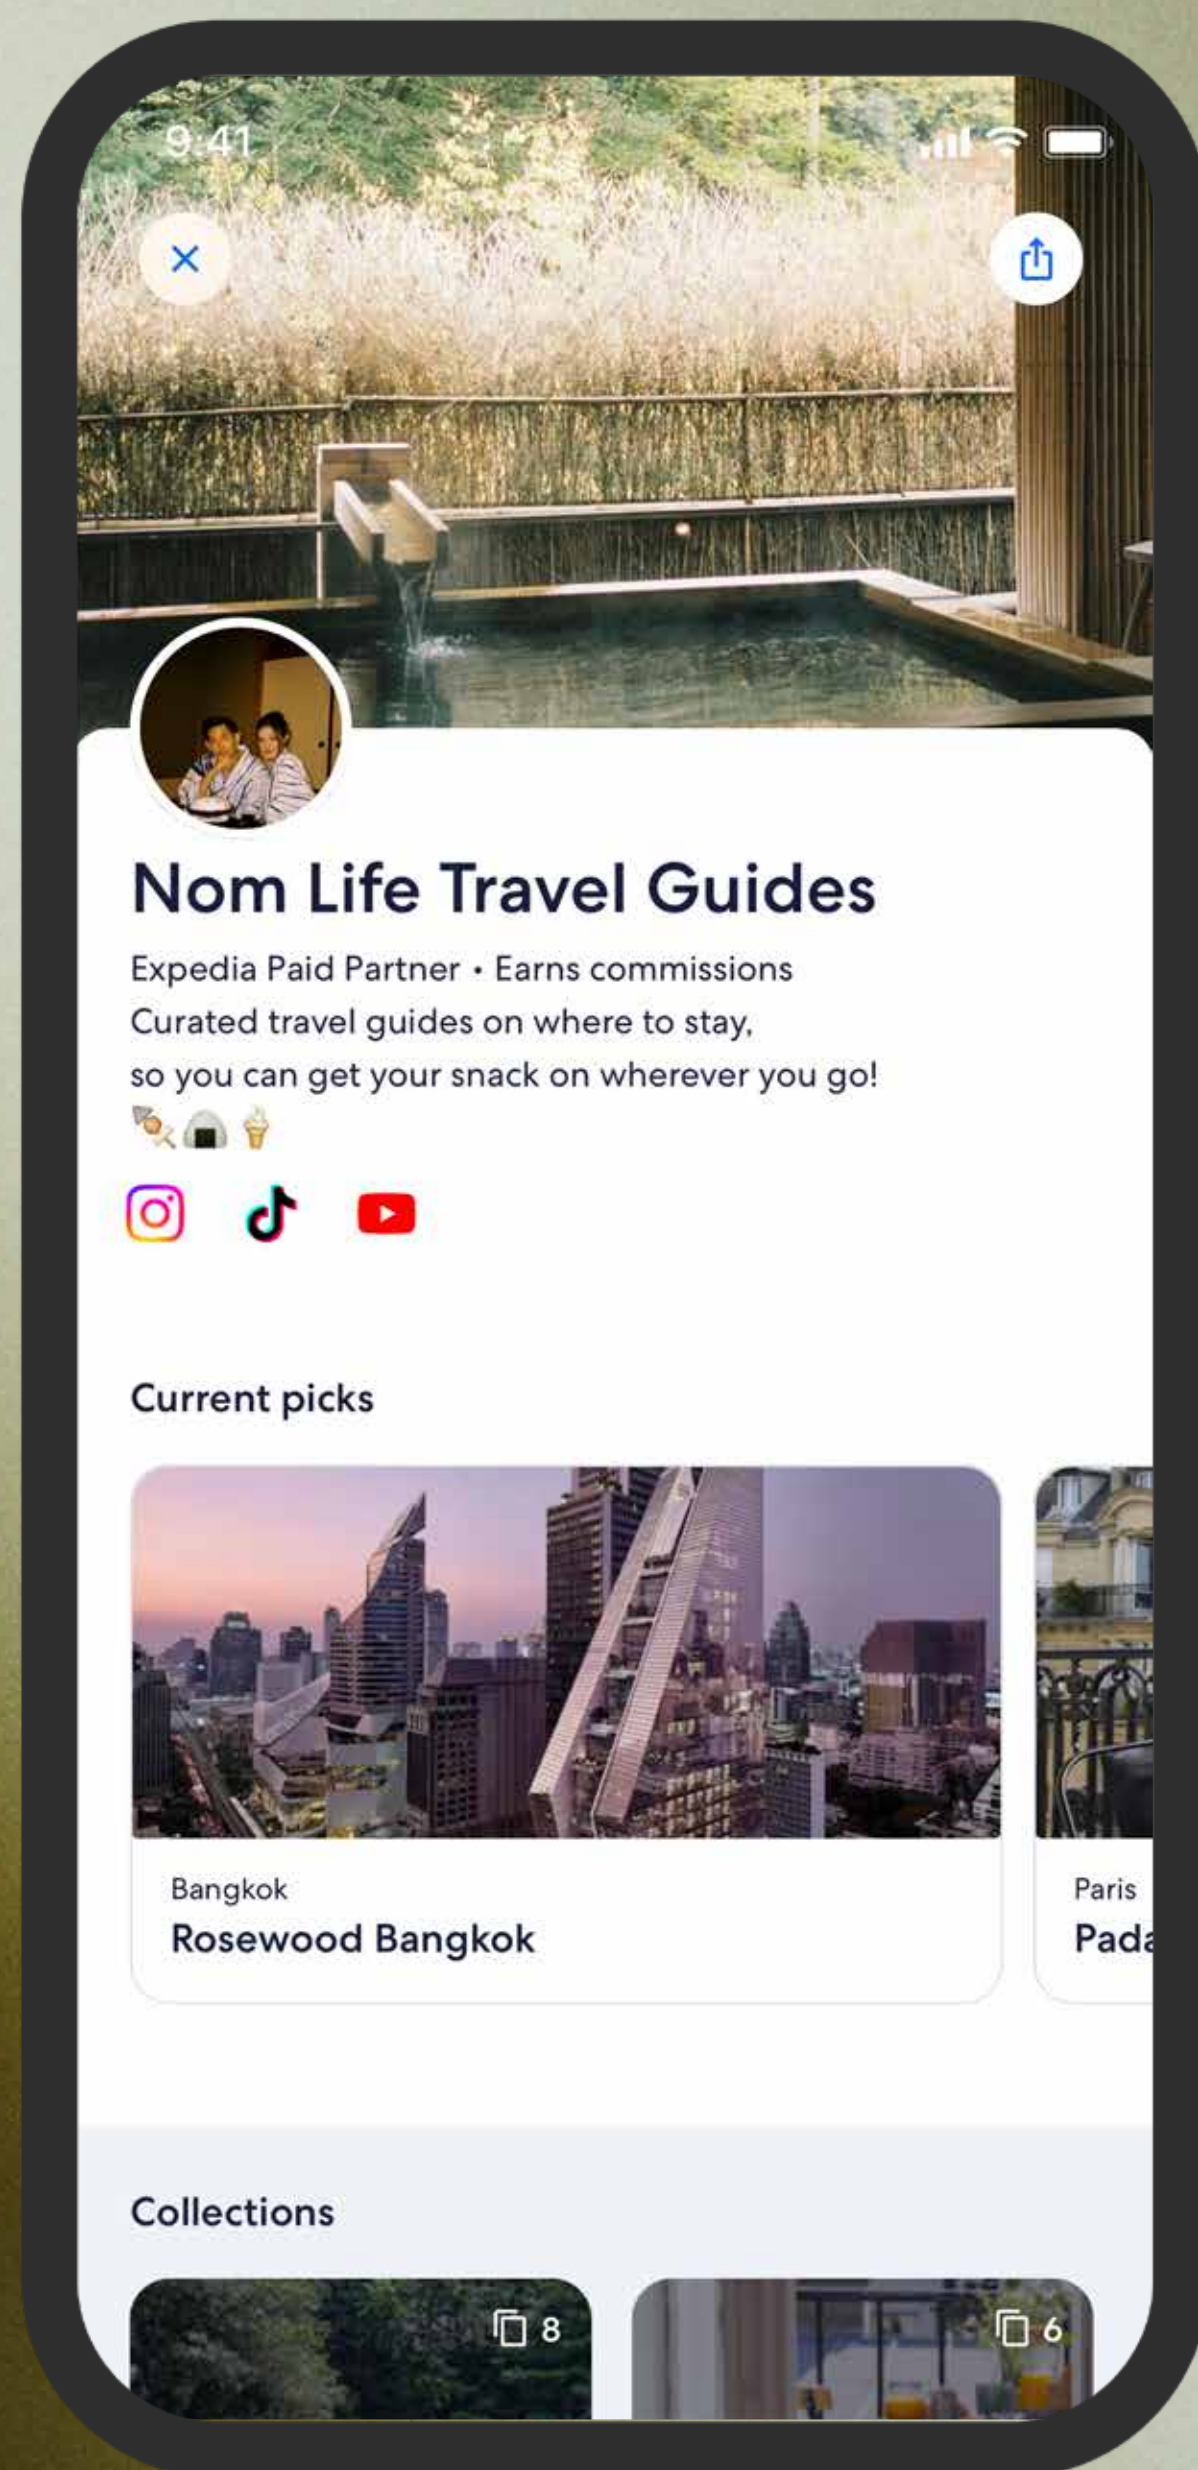 9:41
Nom Life Travel Guides
Expedia Paid Partner • Earns commissions
Curated travel guides on where to stay,
so you can get your snack on wherever you go!
🍢🍙🍦
Current picks
Bangkok
Rosewood Bangkok
Paris
Collections
8
6